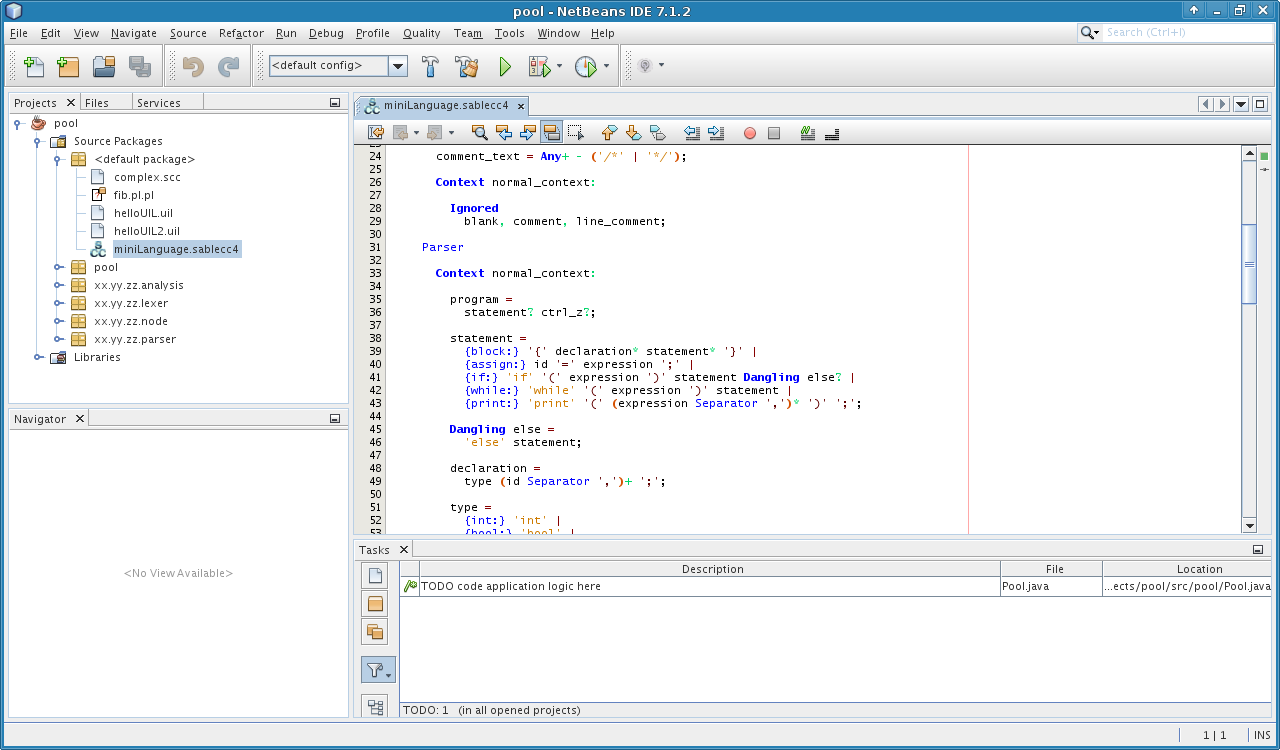 pool - NetBeans IDE 7.1.2
File Edit View Navigate Source Refactor Run Debug Profile Quality Team Tools Window Help
Search (Ctrl+I)
<default config>
Projects Files Services
pool
Source Packages
<default package>
complex.scc
fib.pl.pl
helloUIL.uil
helloUIL2.uil
miniLanguage.sablecc4
pool
xx.yy.zz.analysis
xx.yy.zz.lexer
xx.yy.zz.node
xx.yy.zz.parser
Libraries
Navigator
<No View Available>
miniLanguage.sablecc4
24 comment_text = Any+ - ('/*' | '*/');
25
26 Context normal_context:
27
28 Ignored
29 blank, comment, line_comment;
30
31 Parser
32
33 Context normal_context:
34
35 program =
36 statement? ctrl_z?;
37
38 statement =
39 {block:} '{' declaration* statement* '}' |
40 {assign:} id '=' expression ';' |
41 {if:} 'if' '(' expression ')' statement Dangling else? |
42 {while:} 'while' '(' expression ')' statement |
43 {print:} 'print' '(' (expression Separator ',')* ')' ';';
44
45 Dangling else =
46 'else' statement;
47
48 declaration =
49 type (id Separator ',')+ ';';
50
51 type =
52 {int:} 'int' |
53 {bool:} 'bool' |
Tasks
Description File Location
TODO code application logic here Pool.java ...ects/pool/src/pool/Pool.java
TODO: 1 (in all opened projects)
1 | 1 INS